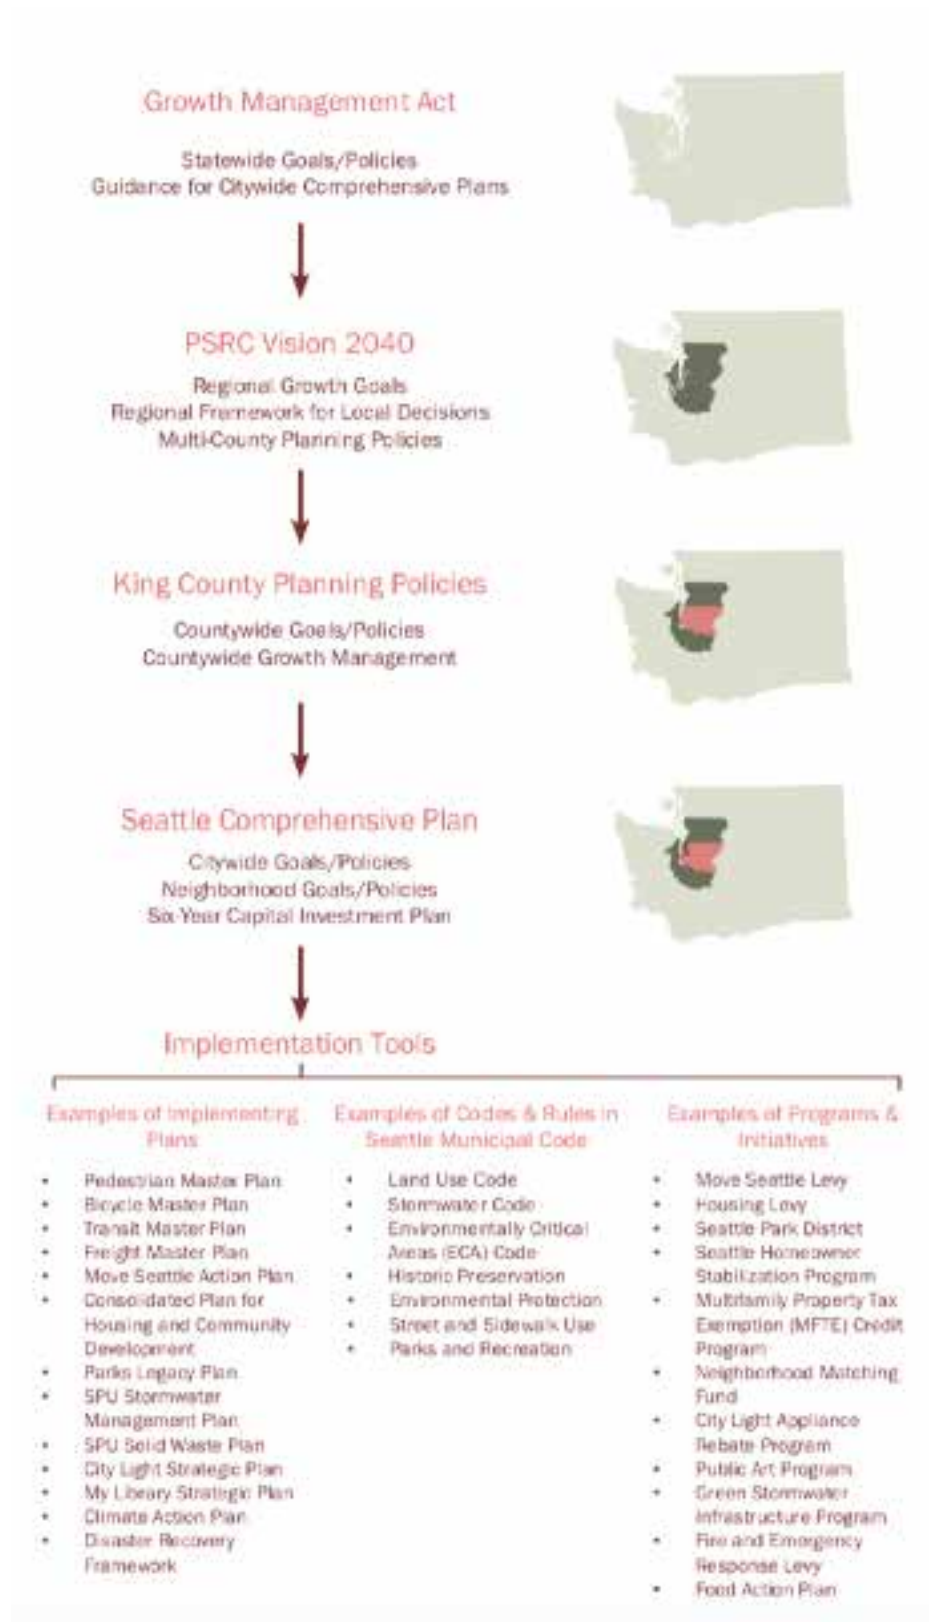 Growth Management Act
Statewide Goals/Policies
Guidance for Citywide Comprehensive Plans
PSRC Vision 2040
Regional Growth Goals
Regional Framework for Local Decisions
Multi-County Planning Policies
King County Planning Policies
Countywide Goals/Policies
Countywide Growth Management
Seattle Comprehensive Plan
Citywide Goals/Policies
Neighborhood Goals/Policies
Six-Year Capital Investment Plan
Implementation Tools
Examples of Implementing
Plans
• Pedestrian Master Plan
• Bicycle Master Plan
• Transit Master Plan
• Freight Master Plan
• Move Seattle Action Plan
• Consolidated Plan for
Housing and Community
Development
• Parks Legacy Plan
• SPU Stormwater
Management Plan
• SPU Solid Waste Plan
• City Light Strategic Plan
• My Library Strategic Plan
• Climate Action Plan
• Disaster Recovery
Framework
Examples of Codes & Rules in
Seattle Municipal Code
• Land Use Code
• Stormwater Code
• Environmentally Critical
Areas (ECA) Code
• Historic Preservation
• Environmental Protection
• Street and Sidewalk Use
• Parks and Recreation
Examples of Programs &
Initiatives
• Move Seattle Levy
• Housing Levy
• Seattle Park District
• Seattle Homeowner
Stabilization Program
• Multifamily Property Tax
Exemption (MFTE) Credit
Program
• Neighborhood Matching
Fund
• City Light Appliance
Rebate Program
• Public Art Program
• Green Stormwater
Infrastructure Program
• Fire and Emergency
Response Levy
• Food Action Plan